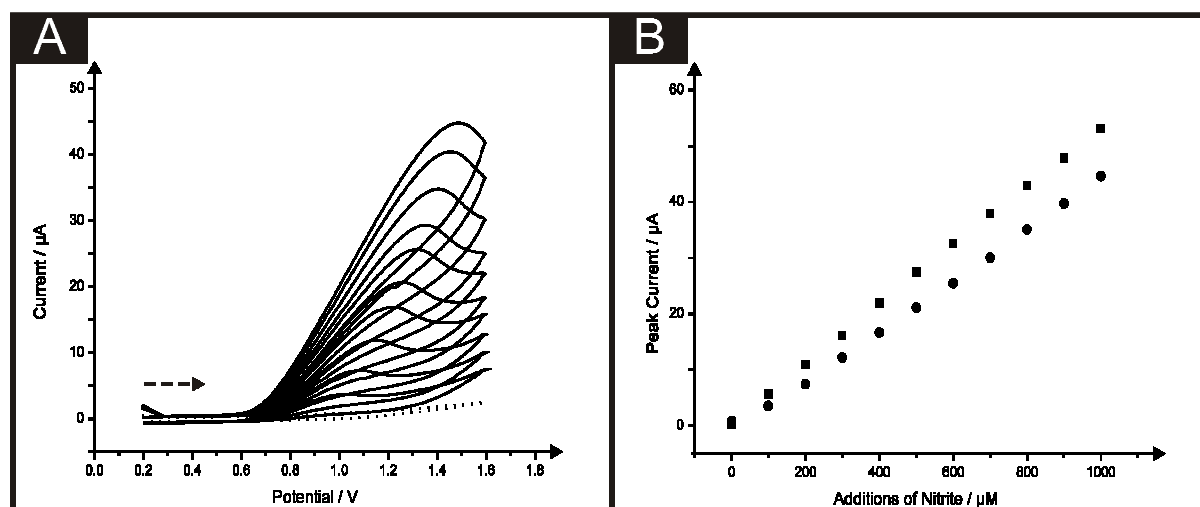 A
50
40
30
20
10
0
Current / µA
0.0 0.2 0.4 0.6 0.8 1.0 1.2 1.4 1.6 1.8
Potential / V
B
60
40
20
0
Peak Current / µA
0 200 400 600 800 1000
Additions of Nitrite / µM